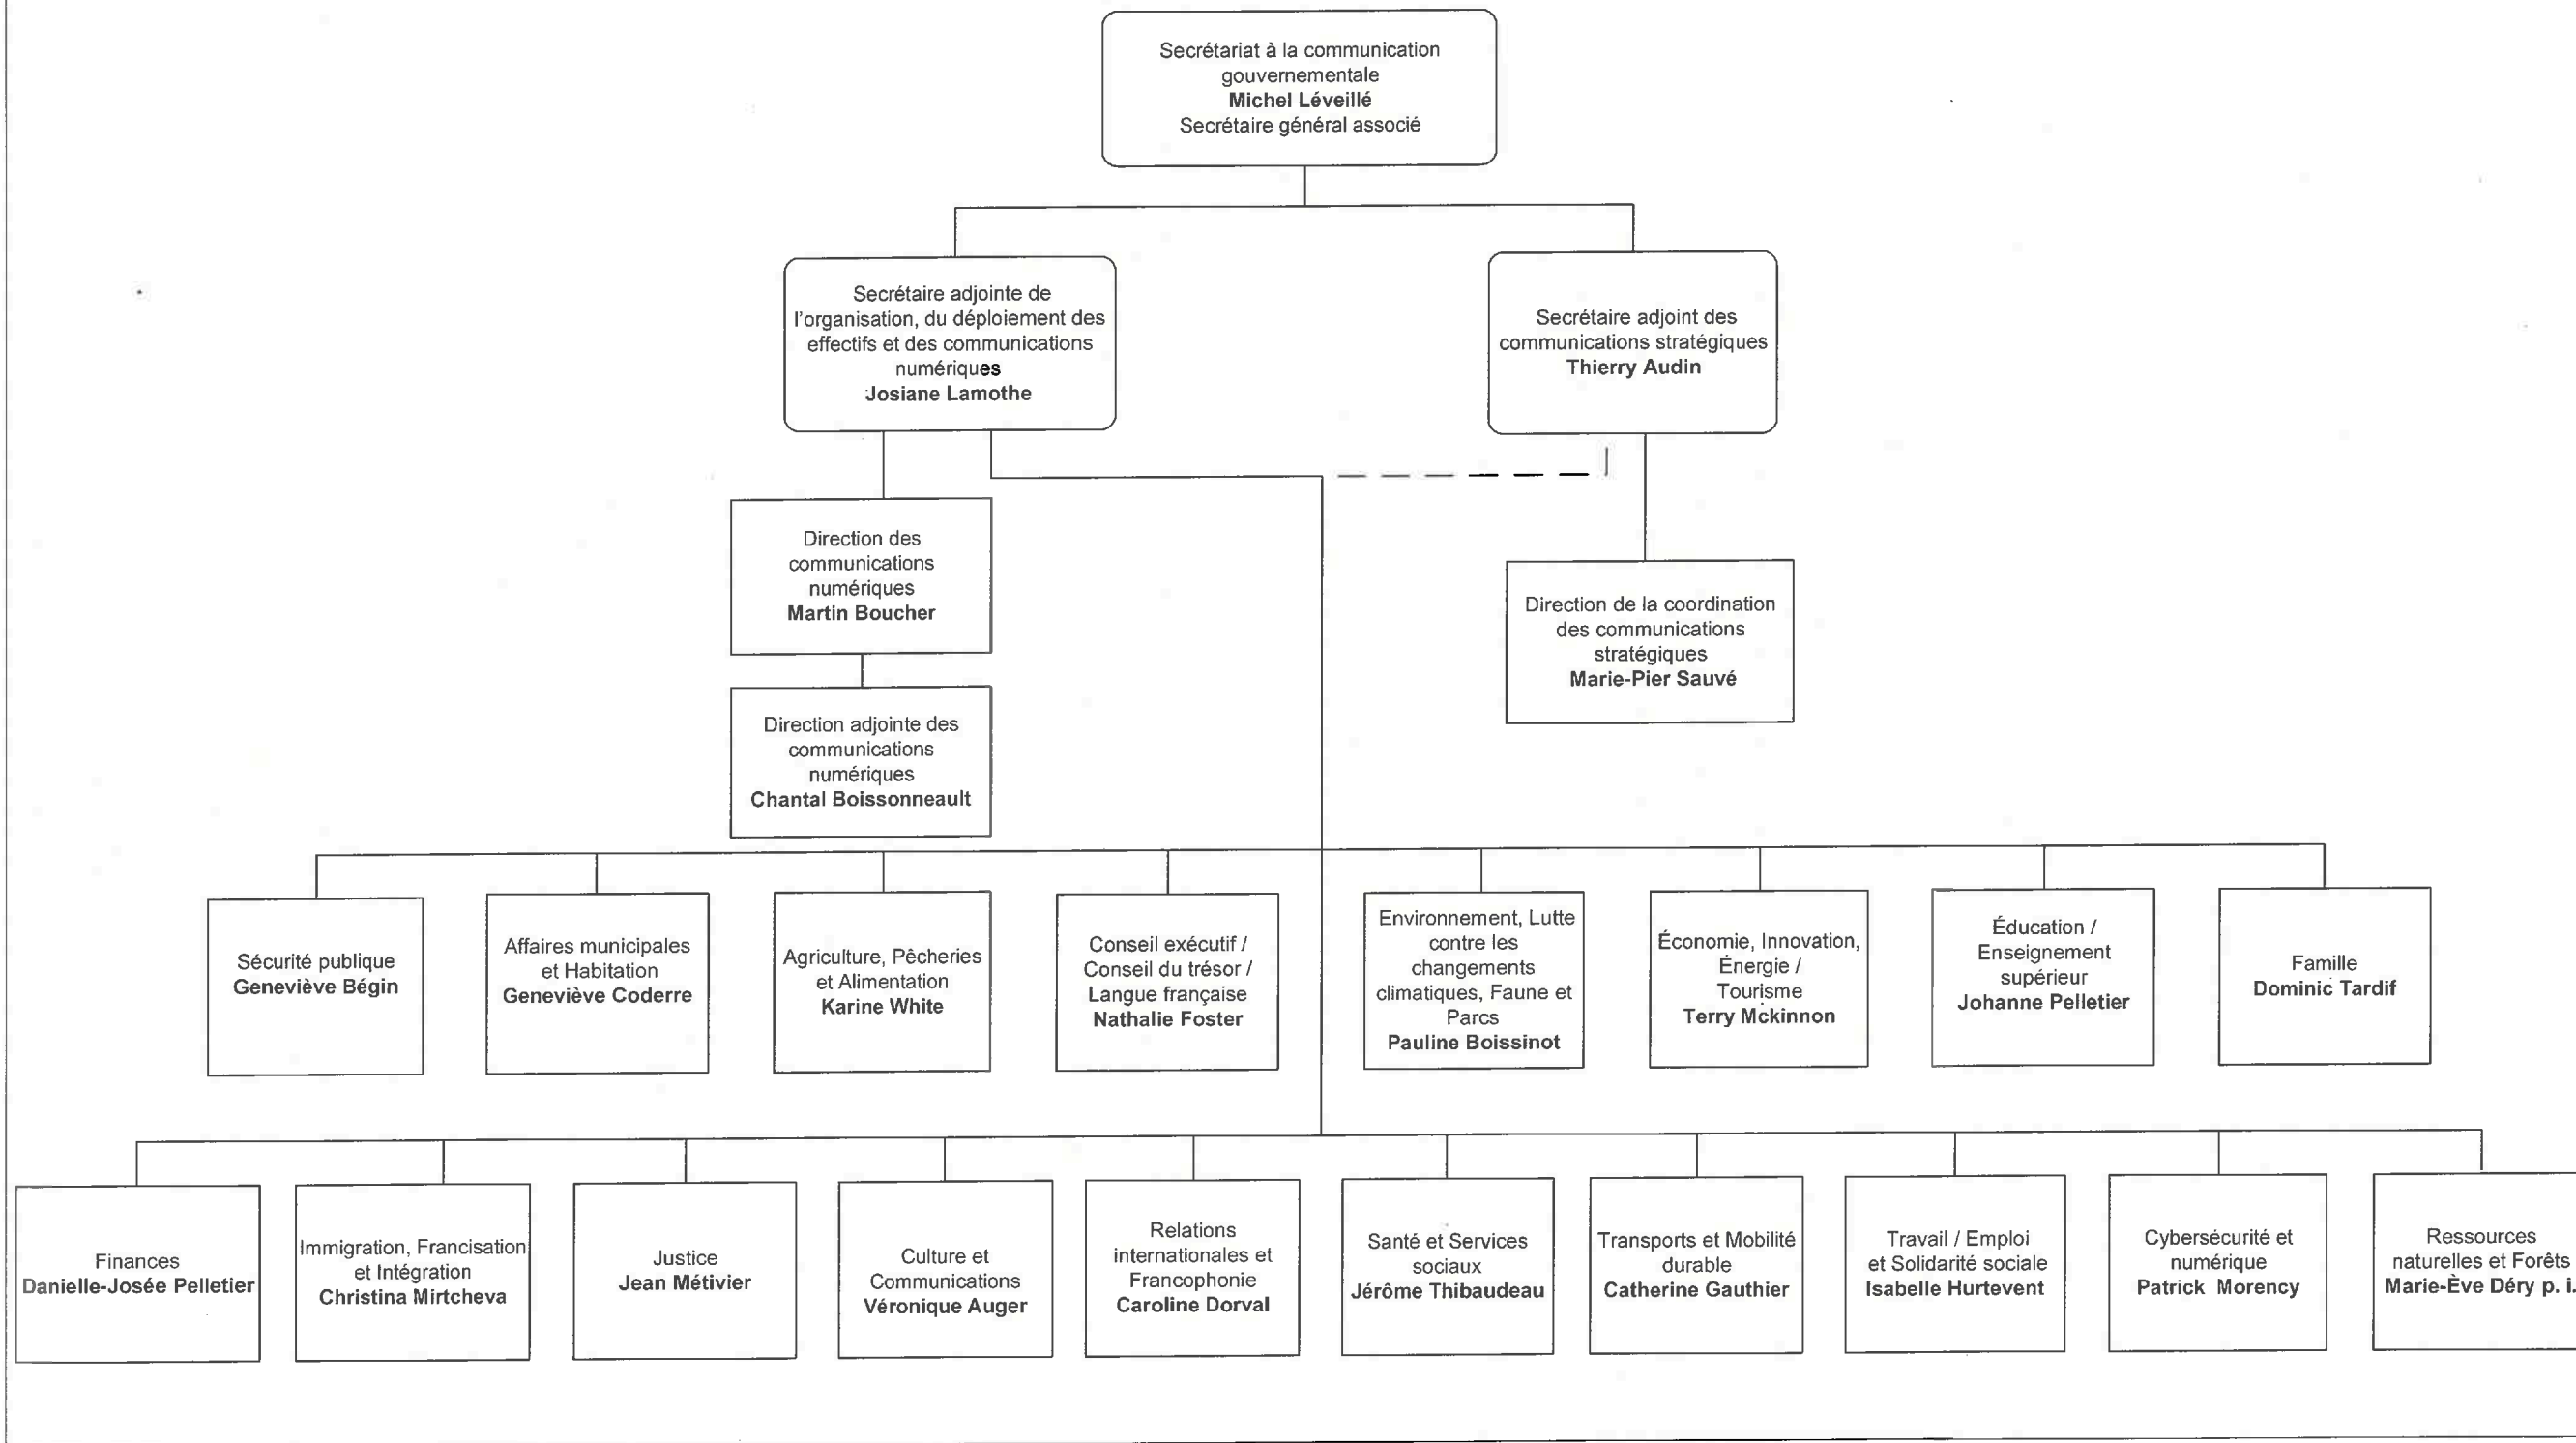 Secrétariat à la communication
gouvernementale
Michel Léveillé
Secrétaire général associé
Secrétaire adjointe de
l'organisation, du déploiement des
effectifs et des communications
numériques
Josiane Lamothe
Secrétaire adjoint des
communications stratégiques
Thierry Audin
Direction des
communications
numériques
Martin Boucher
Direction de la coordination
des communications
stratégiques
Marie-Pier Sauvé
Direction adjointe des
communications
numériques
Chantal Boissonneault
Sécurité publique
Geneviève Bégin
Affaires municipales
et Habitation
Geneviève Coderre
Agriculture, Pêcheries
et Alimentation
Karine White
Conseil exécutif /
Conseil du trésor /
Langue française
Nathalie Foster
Environnement, Lutte
contre les
changements
climatiques, Faune et
Parcs
Pauline Boissinot
Économie, Innovation,
Énergie /
Tourisme
Terry Mckinnon
Éducation /
Enseignement
supérieur
Johanne Pelletier
Famille
Dominic Tardif
Finances
Danielle-Josée Pelletier
Immigration, Francisation
et Intégration
Christina Mirtcheva
Justice
Jean Métivier
Culture et
Communications
Véronique Auger
Relations
internationales et
Francophonie
Caroline Dorval
Santé et Services
sociaux
Jérôme Thibaudeau
Transports et Mobilité
durable
Catherine Gauthier
Travail / Emploi
et Solidarité sociale
Isabelle Hurtevent
Cybersécurité et
numérique
Patrick Morency
Ressources
naturelles et Forêts
Marie-Ève Déry p. i.